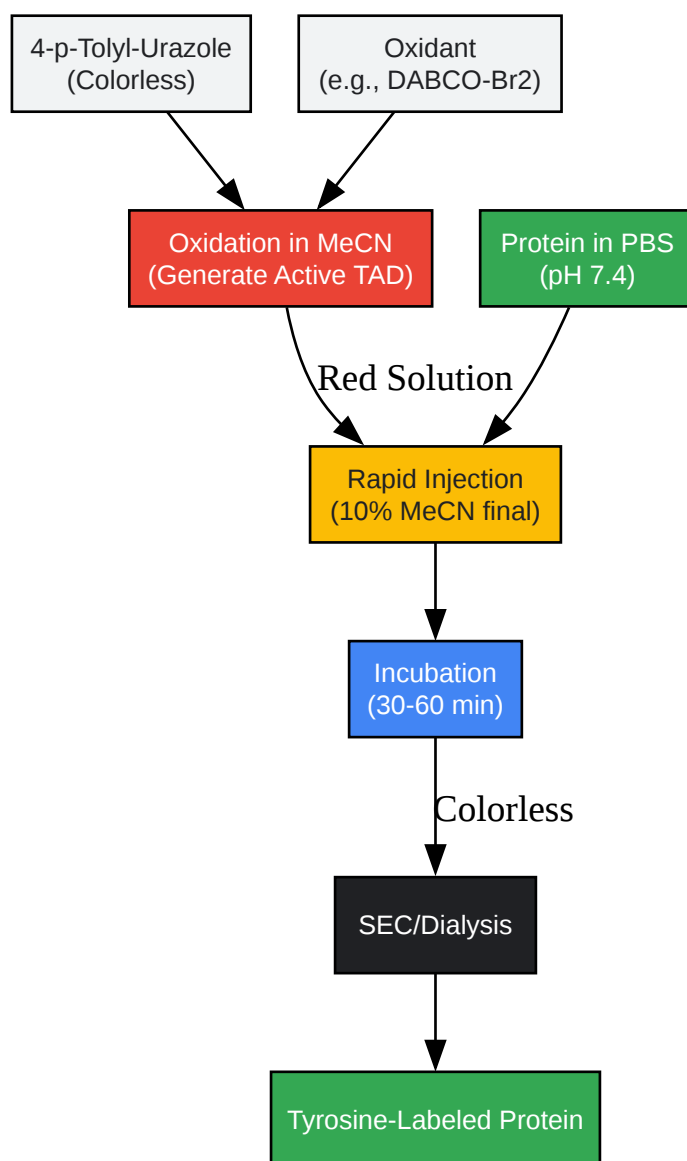 4-p-Tolyl-Urazole
(Colorless)
Oxidant
(e.g., DABCO-Br2)
Oxidation in MeCN
(Generate Active TAD)
Protein in PBS
(pH 7.4)
Red Solution
Rapid Injection
(10% MeCN final)
Incubation
(30-60 min)
Colorless
SEC/Dialysis
Tyrosine-Labeled Protein